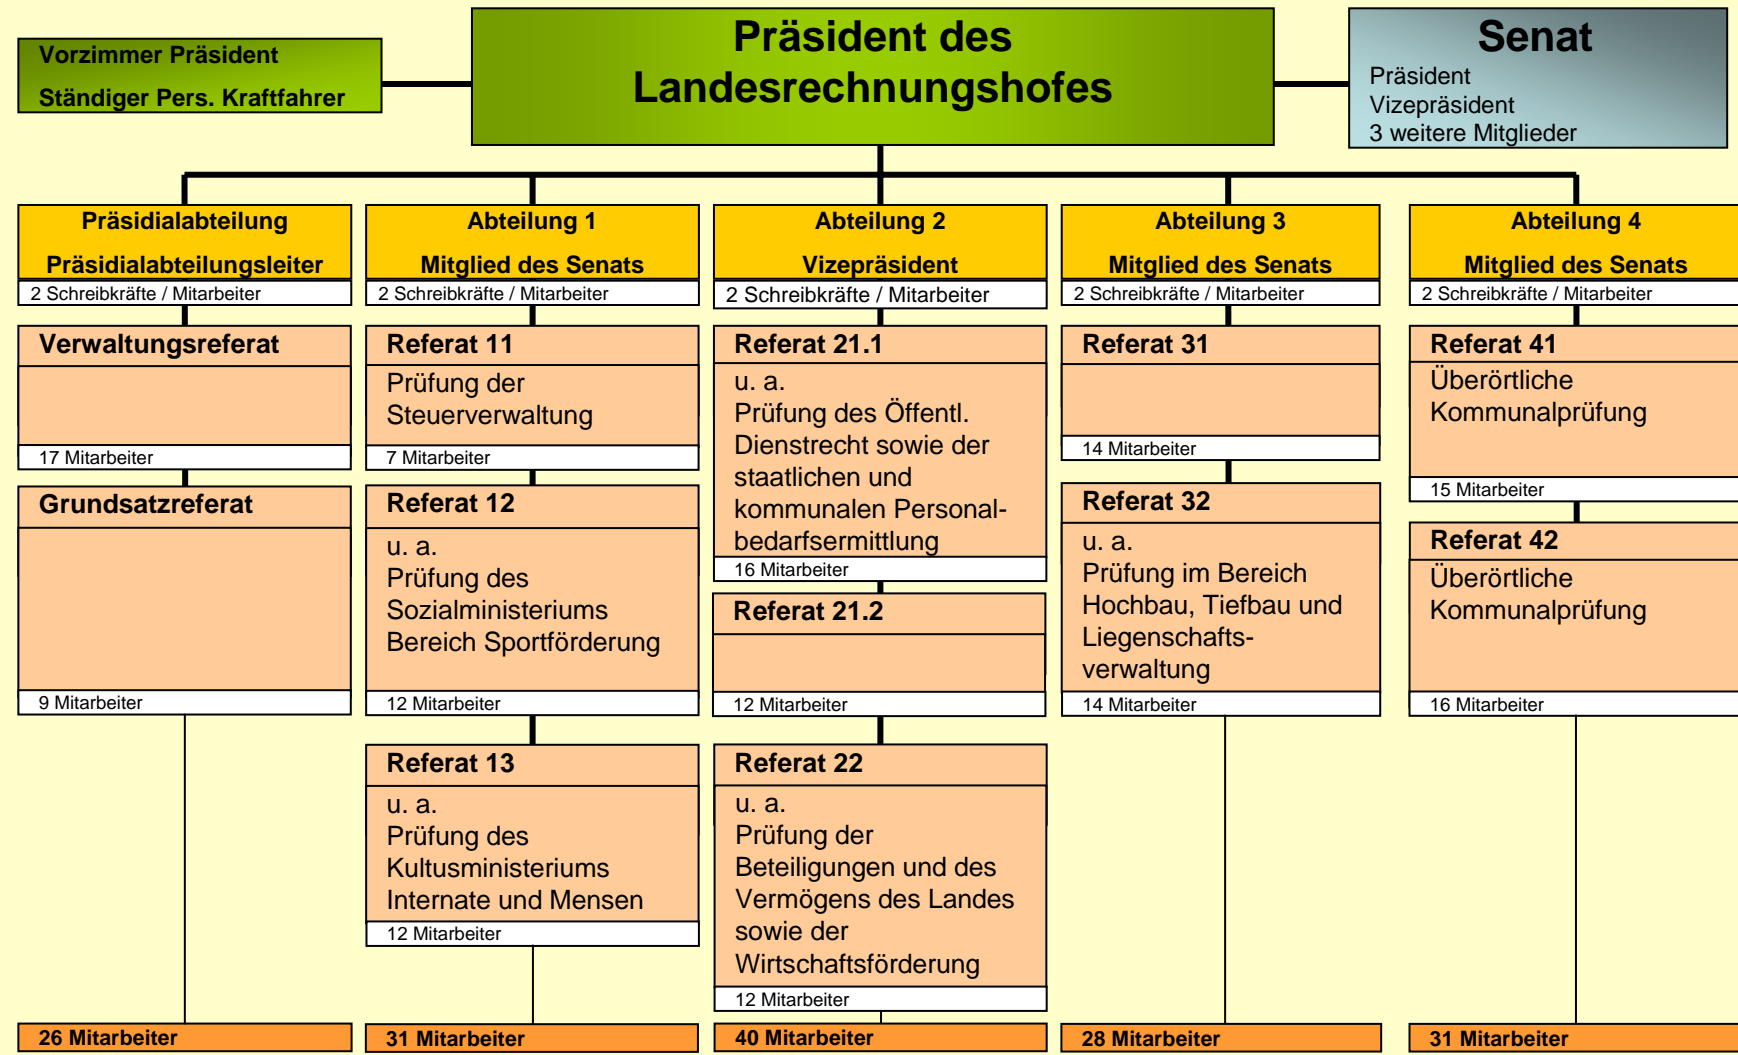 Vorzimmer Präsident
Ständiger Pers. Kraftfahrer
Präsident des
Landesrechnungshofes
Senat
Präsident
Vizepräsident
3 weitere Mitglieder
Präsidialabteilung
Präsidialabteilungsleiter
2 Schreibkräfte / Mitarbeiter
Verwaltungsreferat
17 Mitarbeiter
Grundsatzreferat
9 Mitarbeiter
26 Mitarbeiter
Abteilung 1
Mitglied des Senats
2 Schreibkräfte / Mitarbeiter
Referat 11
Prüfung der
Steuerverwaltung
7 Mitarbeiter
Referat 12
u. a.
Prüfung des
Sozialministeriums
Bereich Sportförderung
12 Mitarbeiter
Referat 13
u. a.
Prüfung des
Kultusministeriums
Internate und Mensen
12 Mitarbeiter
31 Mitarbeiter
Abteilung 2
Vizepräsident
2 Schreibkräfte / Mitarbeiter
Referat 21.1
u. a.
Prüfung des Öffentl.
Dienstrecht sowie der
staatlichen und
kommunalen Personal-
bedarfsermittlung
16 Mitarbeiter
Referat 21.2
12 Mitarbeiter
Referat 22
u. a.
Prüfung der
Beteiligungen und des
Vermögens des Landes
sowie der
Wirtschaftsförderung
12 Mitarbeiter
40 Mitarbeiter
Abteilung 3
Mitglied des Senats
2 Schreibkräfte / Mitarbeiter
Referat 31
14 Mitarbeiter
Referat 32
u. a.
Prüfung im Bereich
Hochbau, Tiefbau und
Liegenschafts-
verwaltung
14 Mitarbeiter
28 Mitarbeiter
Abteilung 4
Mitglied des Senats
2 Schreibkräfte / Mitarbeiter
Referat 41
Überörtliche
Kommunalprüfung
15 Mitarbeiter
Referat 42
Überörtliche
Kommunalprüfung
16 Mitarbeiter
31 Mitarbeiter